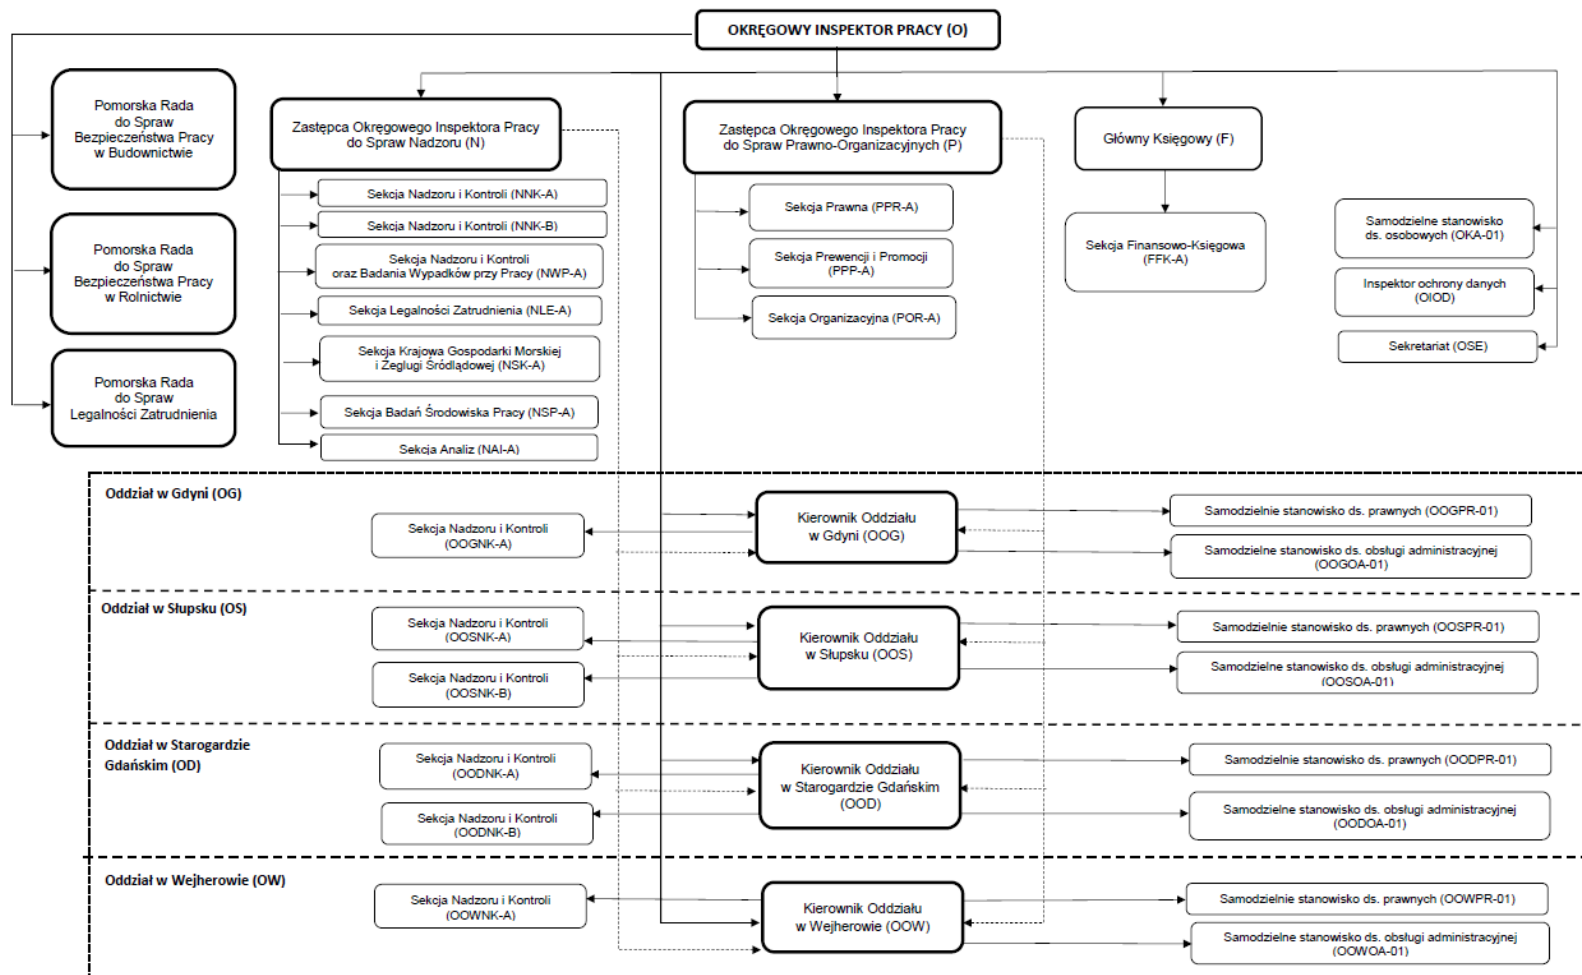 OKRĘGOWY INSPEKTOR PRACY (O)
Pomorska Rada
do Spraw
Bezpieczeństwa Pracy
w Budownictwie
Pomorska Rada
do Spraw
Bezpieczeństwa Pracy
w Rolnictwie
Pomorska Rada
do Spraw
Legalności Zatrudnienia
Zastępca Okręgowego Inspektora Pracy
do Spraw Nadzoru (N)
Sekcja Nadzoru i Kontroli (NNK-A)
Sekcja Nadzoru i Kontroli (NNK-B)
Sekcja Nadzoru i Kontroli
oraz Badania Wypadków przy Pracy (NWP-A)
Sekcja Legalności Zatrudnienia (NLE-A)
Sekcja Krajowa Gospodarki Morskiej
i Żeglugi Śródlądowej (NSK-A)
Sekcja Badań Środowiska Pracy (NSP-A)
Sekcja Analiz (NAI-A)
Zastępca Okręgowego Inspektora Pracy
do Spraw Prawno-Organizacyjnych (P)
Sekcja Prawna (PPR-A)
Sekcja Prewencji i Promocji
(PPP-A)
Sekcja Organizacyjna (POR-A)
Główny Księgowy (F)
Sekcja Finansowo-Księgowa
(FFK-A)
Samodzielne stanowisko
ds. osobowych (OKA-01)
Inspektor ochrony danych
(OIOD)
Sekretariat (OSE)
Oddział w Gdyni (OG)
Sekcja Nadzoru i Kontroli
(OOGNK-A)
Kierownik Oddziału
w Gdyni (OOG)
Samodzielnie stanowisko ds. prawnych (OOGPR-01)
Samodzielne stanowisko ds. obsługi administracyjnej
(OOGOA-01)
Oddział w Słupsku (OS)
Sekcja Nadzoru i Kontroli
(OOSNK-A)
Sekcja Nadzoru i Kontroli
(OOSNK-B)
Kierownik Oddziału
w Słupsku (OOS)
Samodzielnie stanowisko ds. prawnych (OOSPR-01)
Samodzielne stanowisko ds. obsługi administracyjnej
(OOSOA-01)
Oddział w Starogardzie
Gdańskim (OD)
Sekcja Nadzoru i Kontroli
(OODNK-A)
Sekcja Nadzoru i Kontroli
(OODNK-B)
Kierownik Oddziału
w Starogardzie Gdańskim
(OOD)
Samodzielnie stanowisko ds. prawnych (OODPR-01)
Samodzielne stanowisko ds. obsługi administracyjnej
(OODOA-01)
Oddział w Wejherowie (OW)
Sekcja Nadzoru i Kontroli
(OOWNK-A)
Kierownik Oddziału
w Wejherowie (OOW)
Samodzielnie stanowisko ds. prawnych (OOWPR-01)
Samodzielne stanowisko ds. obsługi administracyjnej
(OOWOA-01)